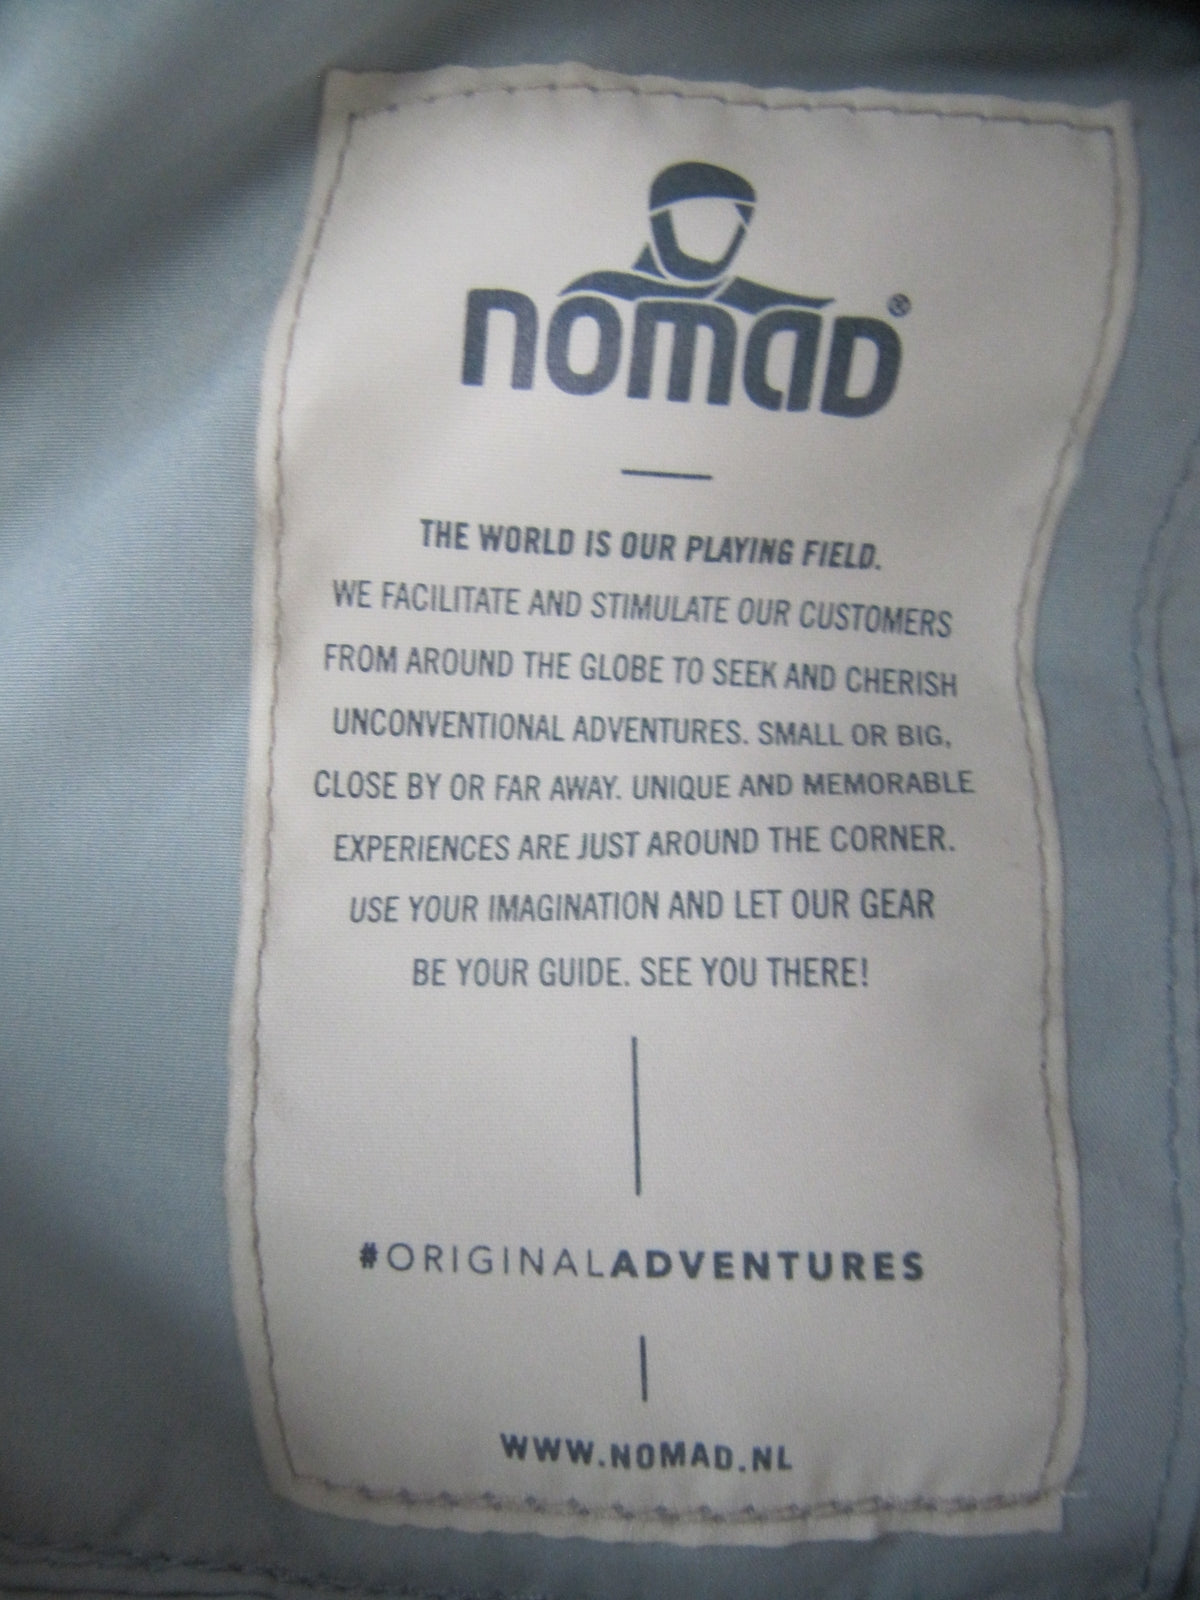 nomaD®
THE WORLD IS OUR PLAYING FIELD.
WE FACILITATE AND STIMULATE OUR CUSTOMERS
FROM AROUND THE GLOBE TO SEEK AND CHERISH
UNCONVENTIONAL ADVENTURES. SMALL OR BIG,
CLOSE BY OR FAR AWAY. UNIQUE AND MEMORABLE
EXPERIENCES ARE JUST AROUND THE CORNER.
USE YOUR IMAGINATION AND LET OUR GEAR
BE YOUR GUIDE. SEE YOU THERE!
#ORIGINALADVENTURES
WWW.NOMAD.NL